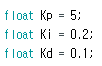 float Kp = 5;
float Ki = 0.2;
float Kd = 0.1;